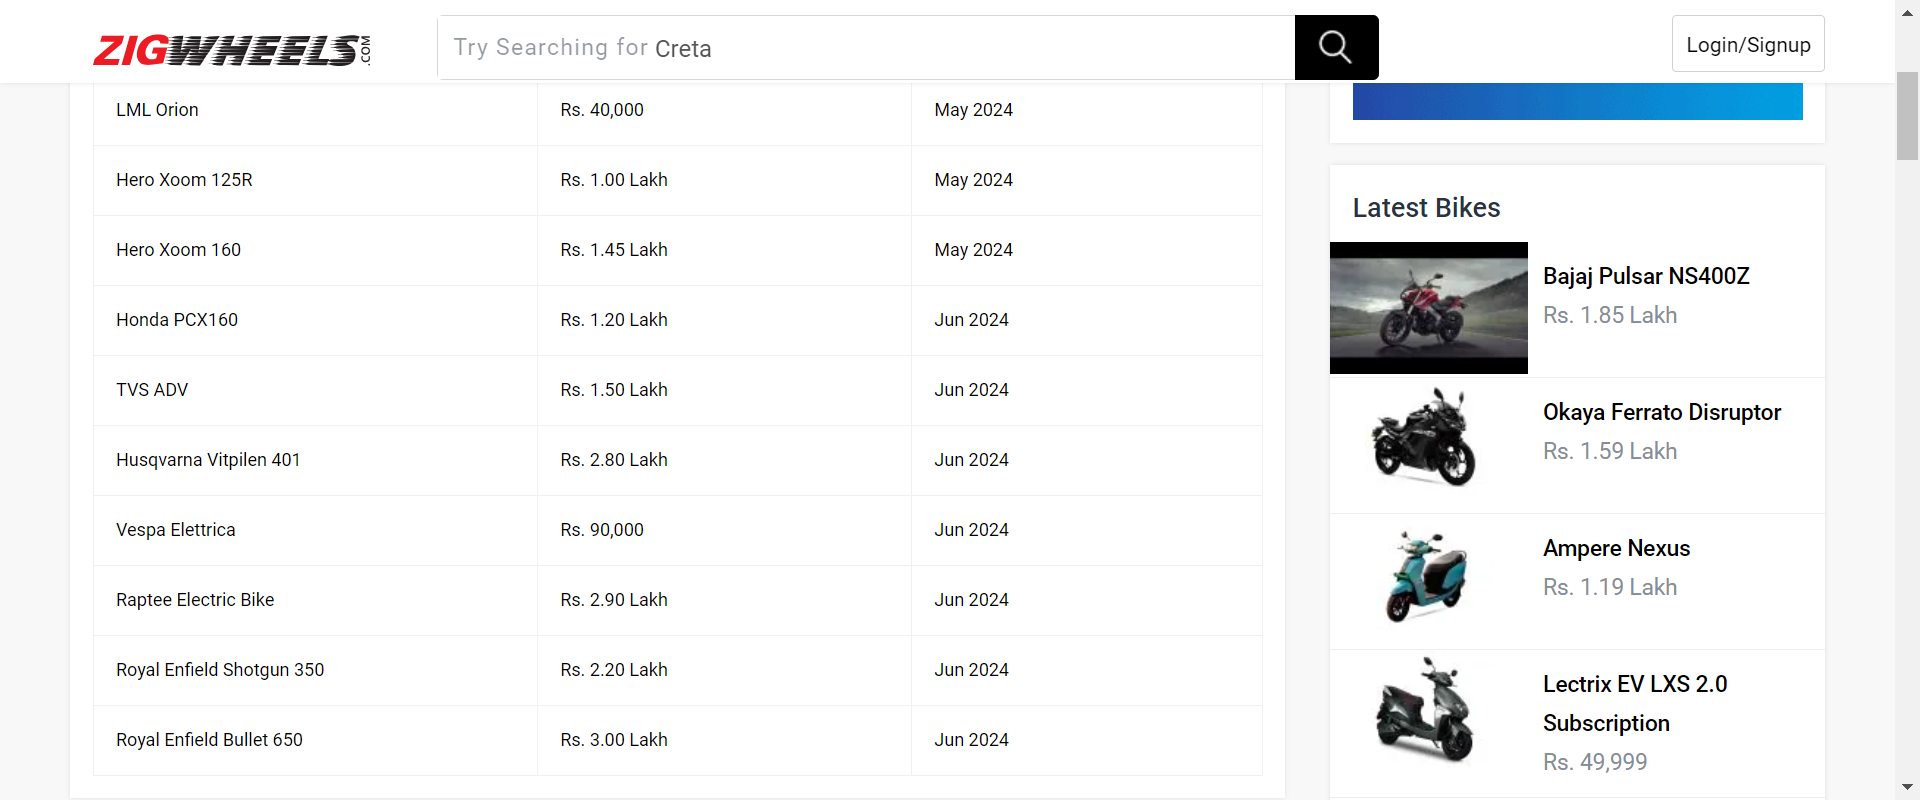 ZIGWHEELS.COM
Try Searching for Creta
Login/Signup
LML Orion Rs. 40,000 May 2024
Hero Xoom 125R Rs. 1.00 Lakh May 2024
Hero Xoom 160 Rs. 1.45 Lakh May 2024
Honda PCX160 Rs. 1.20 Lakh Jun 2024
TVS ADV Rs. 1.50 Lakh Jun 2024
Husqvarna Vitpilen 401 Rs. 2.80 Lakh Jun 2024
Vespa Elettrica Rs. 90,000 Jun 2024
Raptee Electric Bike Rs. 2.90 Lakh Jun 2024
Royal Enfield Shotgun 350 Rs. 2.20 Lakh Jun 2024
Royal Enfield Bullet 650 Rs. 3.00 Lakh Jun 2024
Latest Bikes
Bajaj Pulsar NS400Z
Rs. 1.85 Lakh
Okaya Ferrato Disruptor
Rs. 1.59 Lakh
Ampere Nexus
Rs. 1.19 Lakh
Lectrix EV LXS 2.0
Subscription
Rs. 49,999